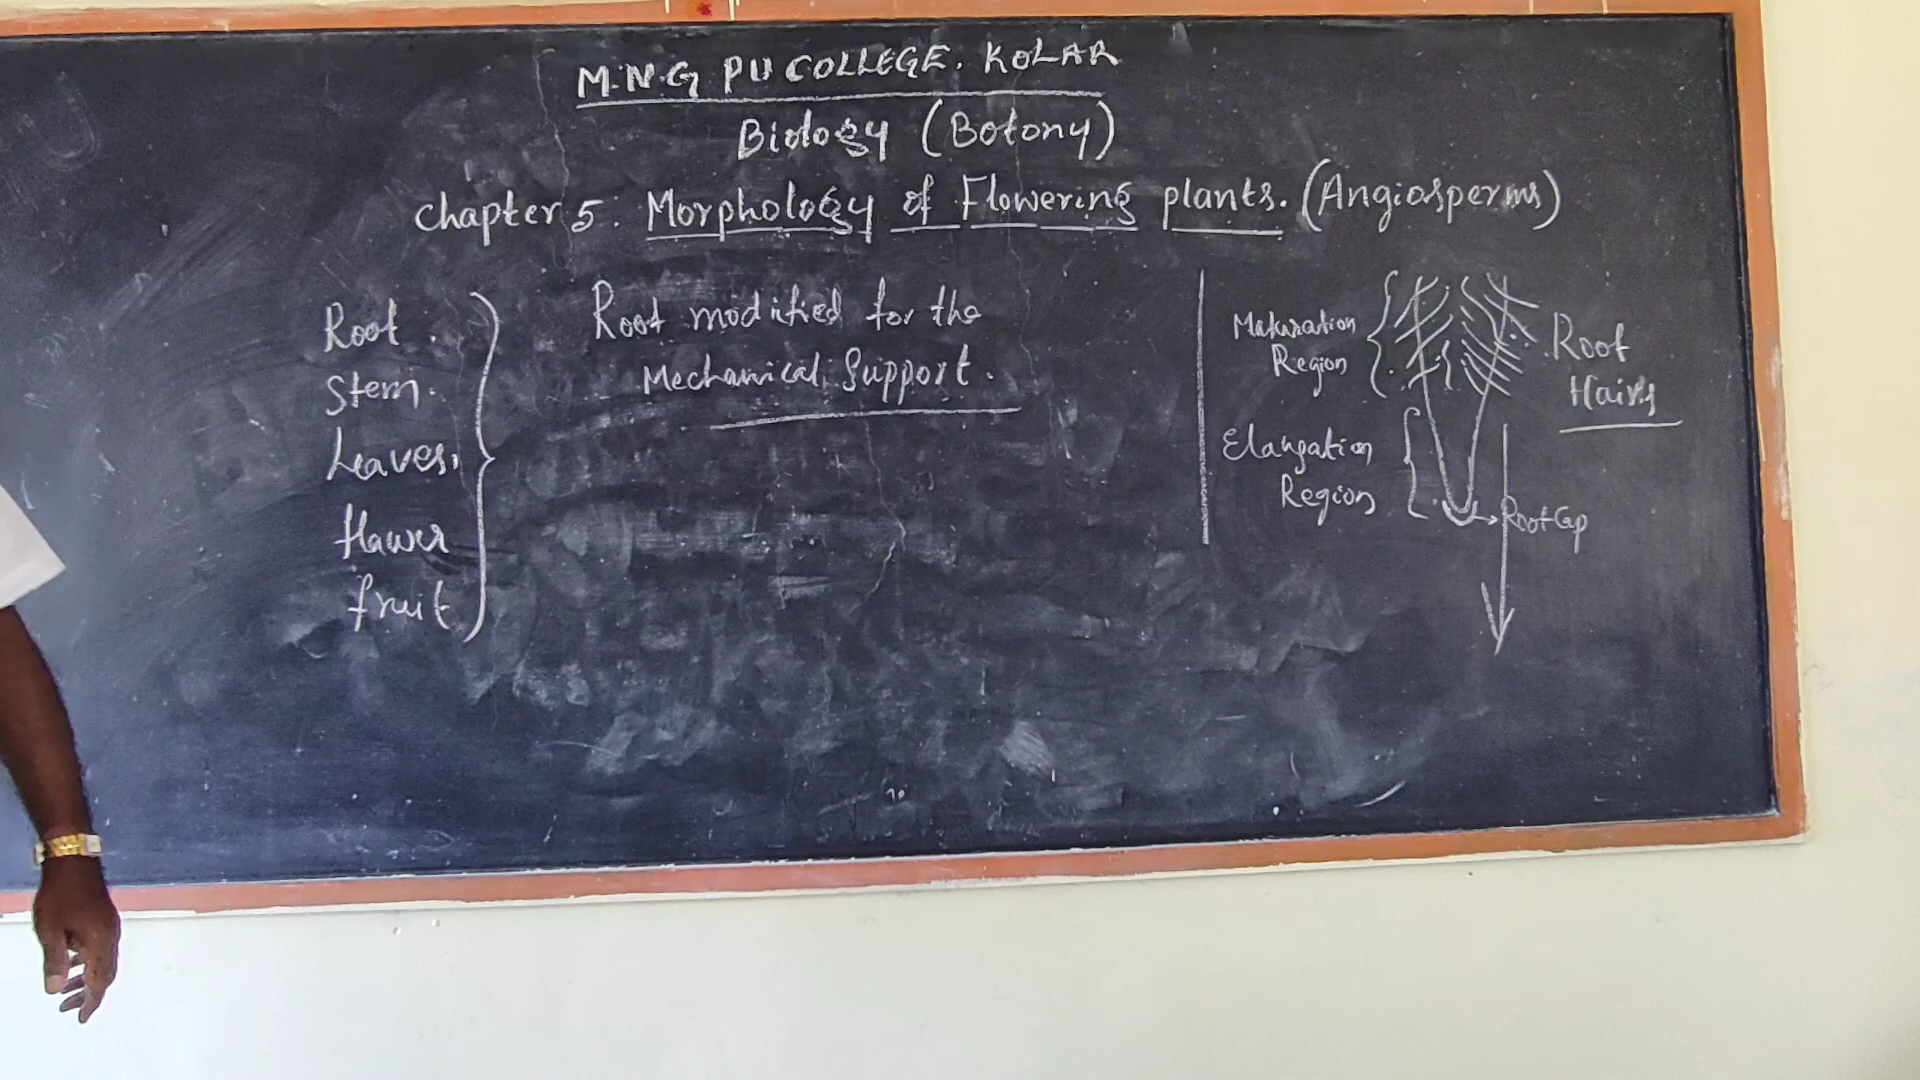 M.N.G PU COLLEGE. KOLAR
Biology (Botony)
Chapter 5: Morphology of Flowering plants. (Angiosperms)
Root
Stem.
Leaves,
flower
fruit
Root modified for the
Mechanical Support.
Maturation
Region
Elangation
Region
Root
Hairs
Root Cap